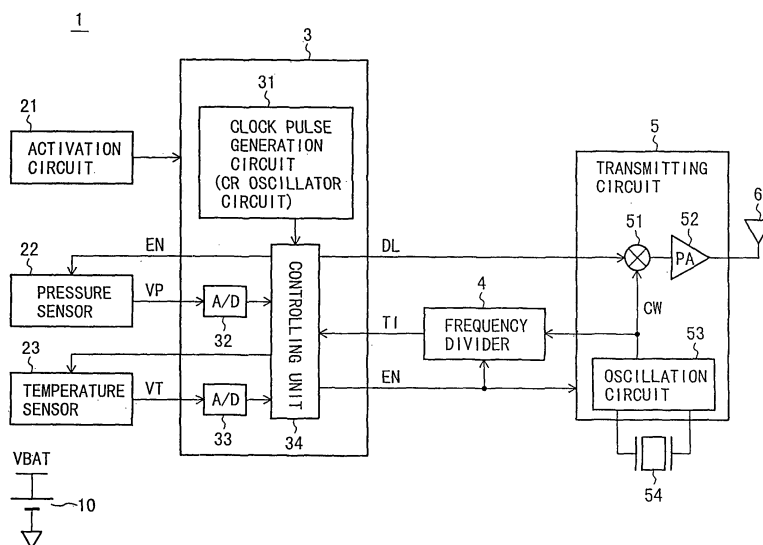 1
3
31
CLOCK PULSE
GENERATION
CIRCUIT
(CR OSCILLATOR
CIRCUIT)
21
ACTIVATION
CIRCUIT
5
TRANSMITTING
CIRCUIT
6
51
52
PA
EN
DL
22
PRESSURE
SENSOR
VP
A/D
32
CONTROLLING UNIT
34
TI
4
FREQUENCY
DIVIDER
CW
53
OSCILLATION
CIRCUIT
23
TEMPERATURE
SENSOR
VT
A/D
33
EN
54
VBAT
10